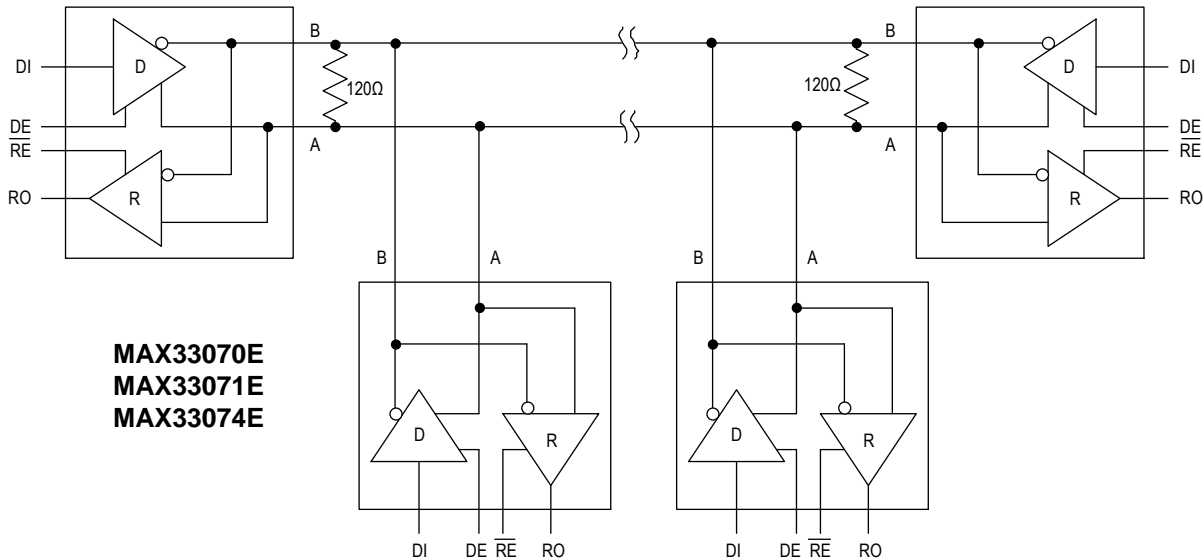 B
B
DI
D
120Ω
120Ω
D
DI
DE
RE
A
A
DE
RE
RO
R
R
RO
B
A
B
A
MAX33070E
MAX33071E
MAX33074E
D
R
D
R
DI
DE
RE
RO
DI
DE
RE
RO